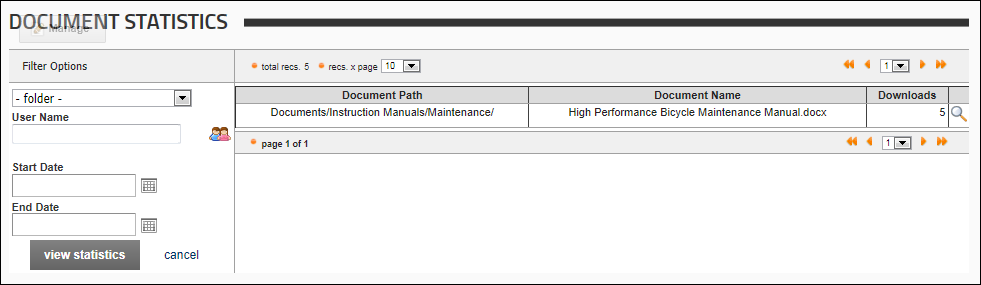 DOCUMENT STATISTICS
Manage
Filter Options
- folder -
User Name
Start Date
End Date
view statistics cancel
total recs. 5 recs. x page 10 1
Document Path Document Name Downloads
Documents/Instruction Manuals/Maintenance/ High Performance Bicycle Maintenance Manual.docx 5
page 1 of 1 1